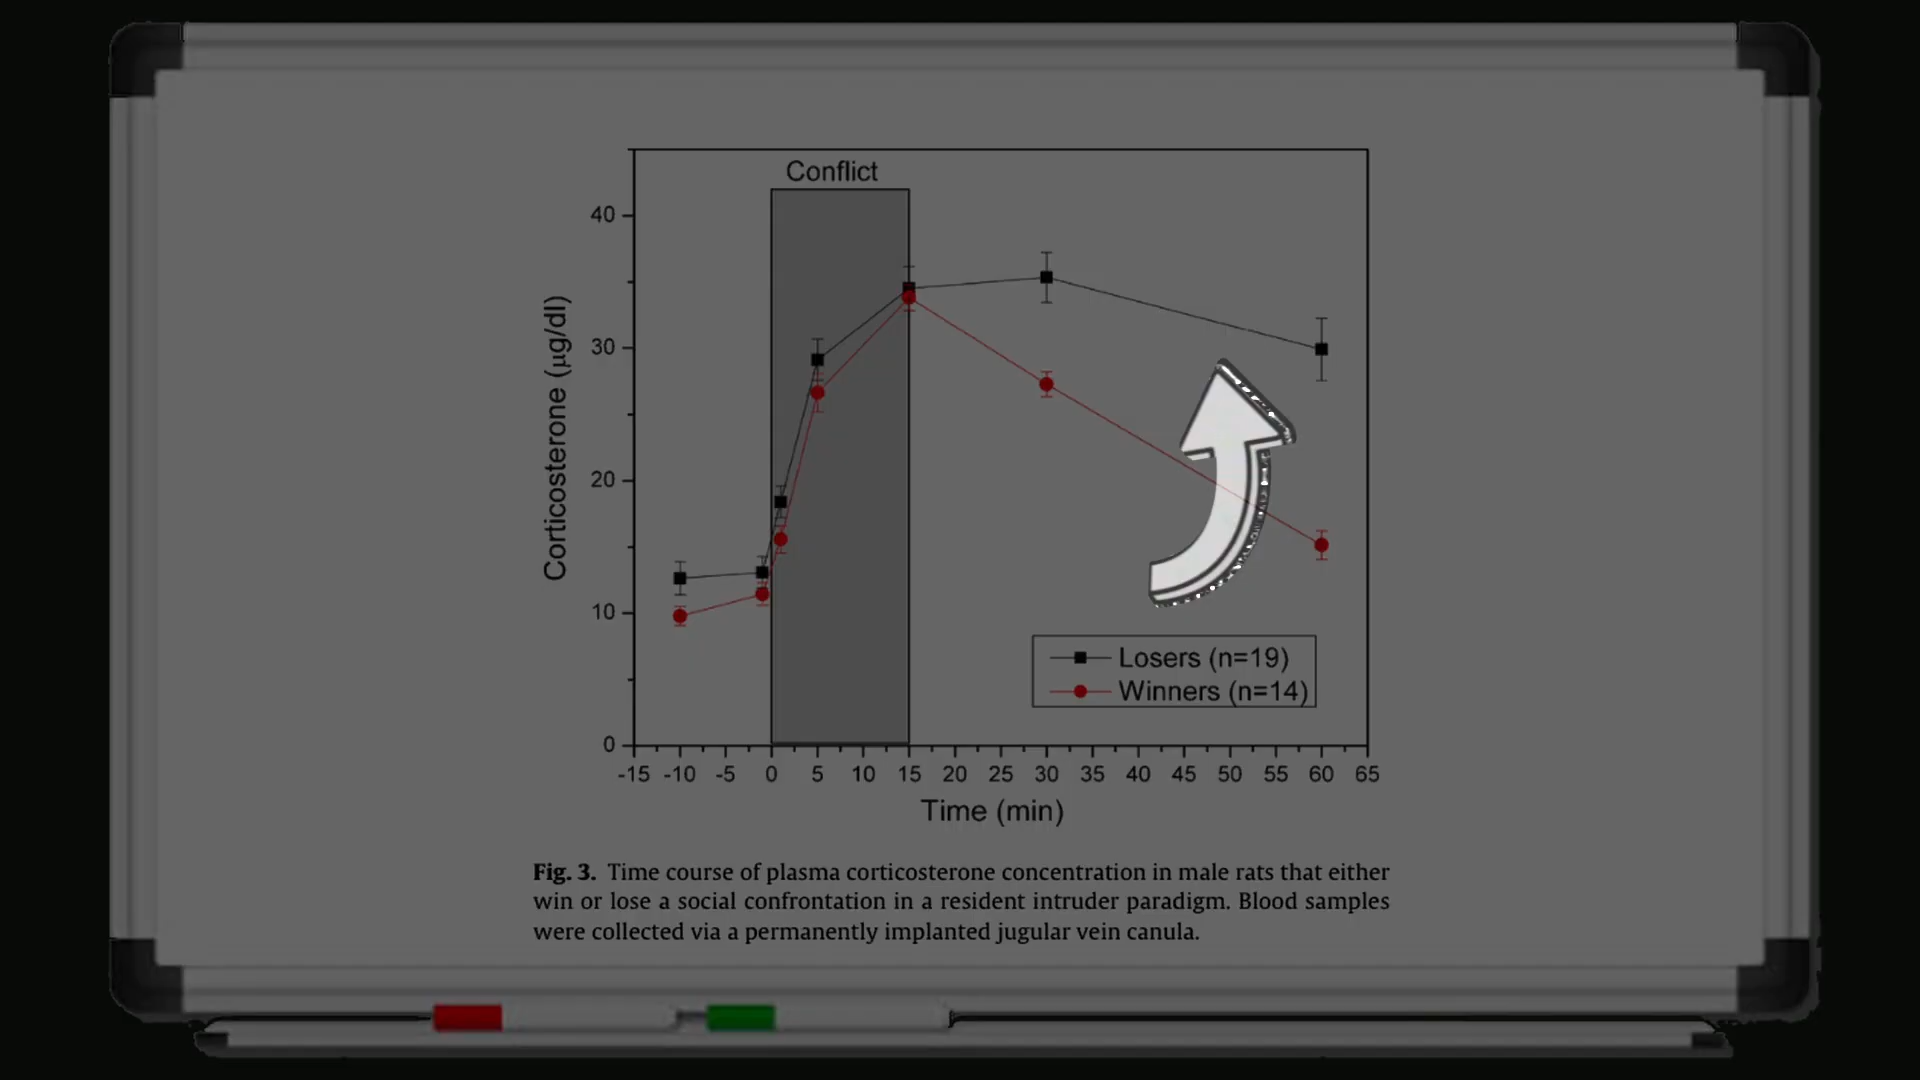 Conflict
40
30
20
10
0
Corticosterone (µg/dl)
Losers (n=19)
Winners (n=14)
-15 -10 -5 0 5 10 15 20 25 30 35 40 45 50 55 60 65
Time (min)
Fig. 3. Time course of plasma corticosterone concentration in male rats that either
win or lose a social confrontation in a resident intruder paradigm. Blood samples
were collected via a permanently implanted jugular vein canula.